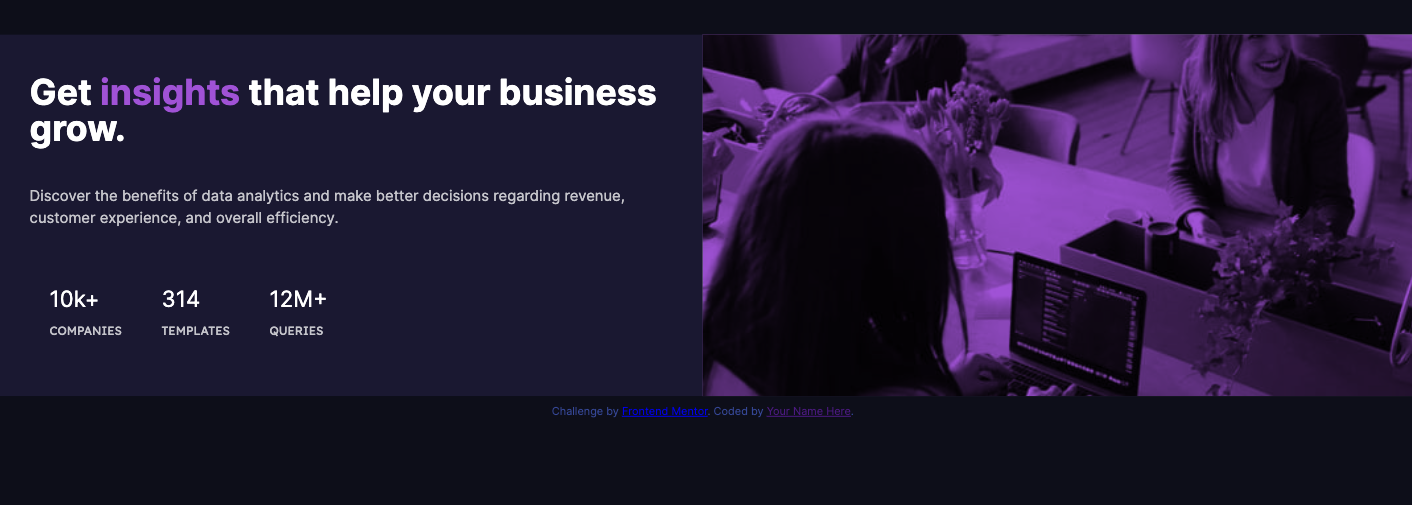 Get insights that help your business
grow.
Discover the benefits of data analytics and make better decisions regarding revenue,
customer experience, and overall efficiency.
10k+ 314 12M+
COMPANIES TEMPLATES QUERIES
Challenge by Frontend Mentor. Coded by Your Name Here.